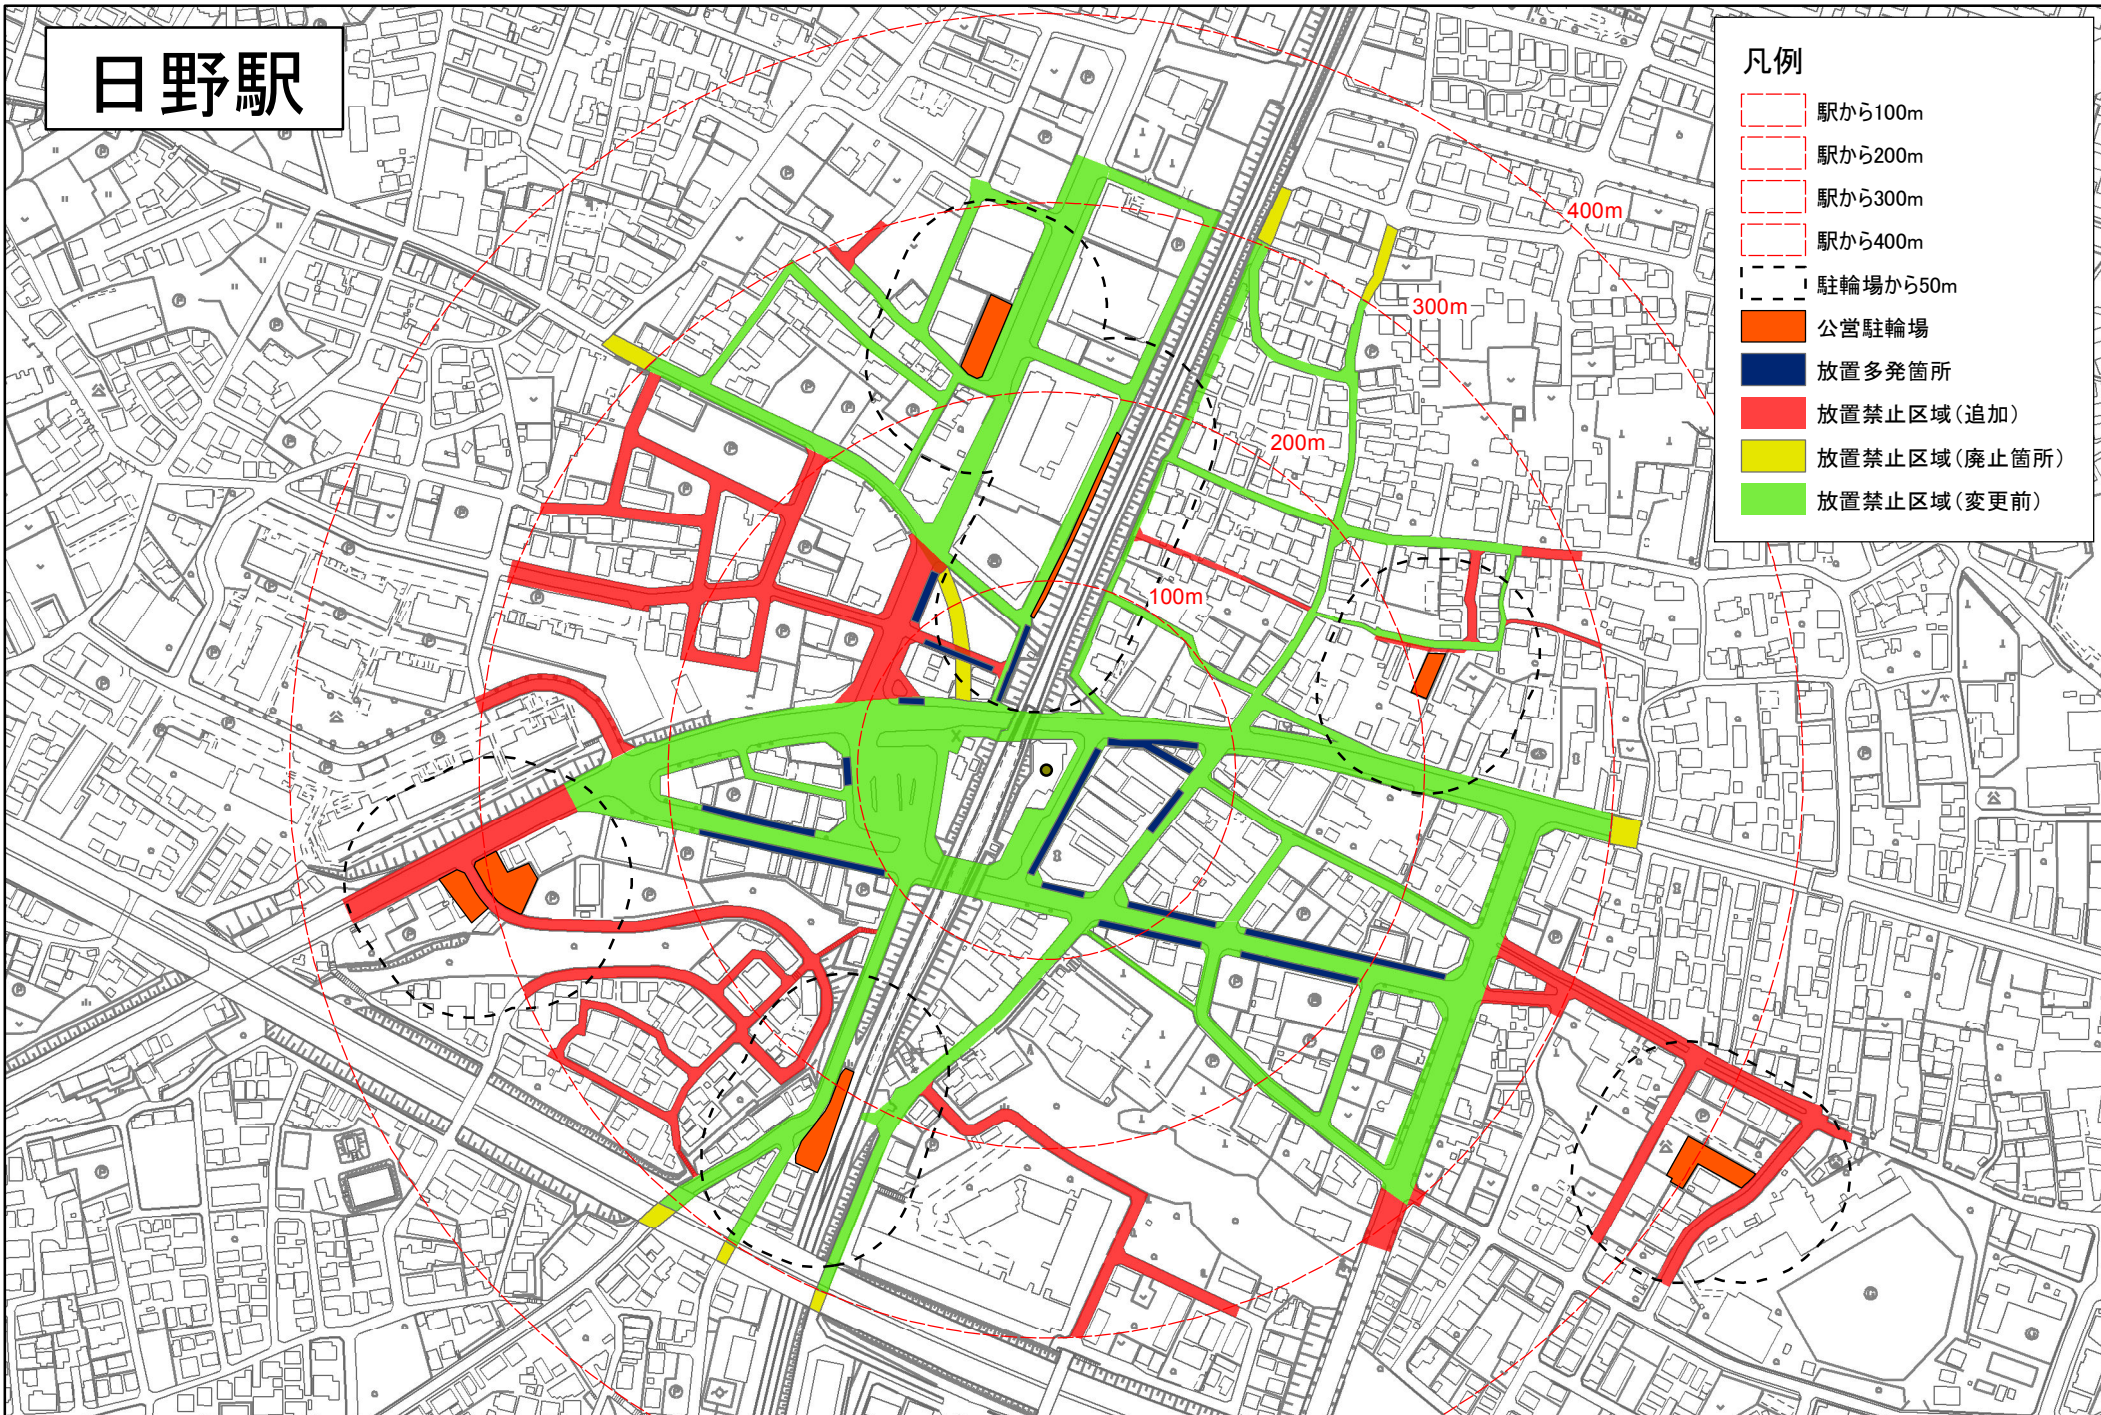 日野駅
凡例
駅から100m
駅から200m
駅から300m
駅から400m
駐輪場から50m
公営駐輪場
放置多発箇所
放置禁止区域(追加)
放置禁止区域(廃止箇所)
放置禁止区域(変更前)
400m
300m
200m
100m